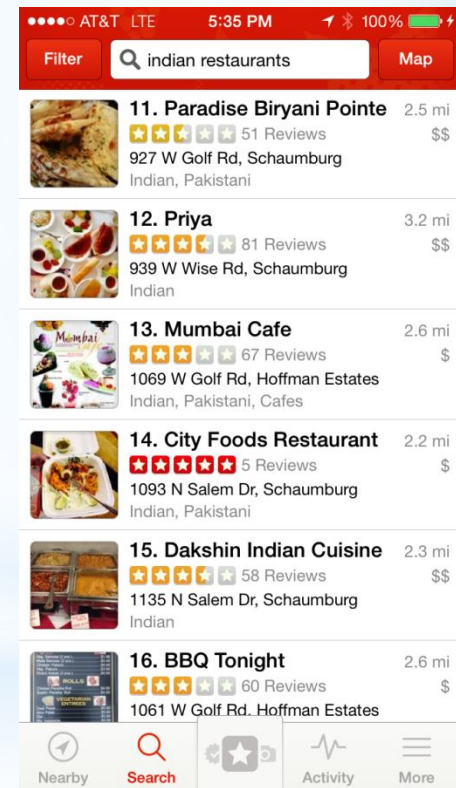 AT&T LTE 5:35 PM 100%
Filter indian restaurants Map
11. Paradise Biryani Pointe 2.5 mi
51 Reviews $$
927 W Golf Rd, Schaumburg
Indian, Pakistani
12. Priya 3.2 mi
81 Reviews $$
939 W Wise Rd, Schaumburg
Indian
Mumbai
Cafe
13. Mumbai Cafe 2.6 mi
67 Reviews $
1069 W Golf Rd, Hoffman Estates
Indian, Pakistani, Cafes
14. City Foods Restaurant 2.2 mi
5 Reviews $
1093 N Salem Dr, Schaumburg
Indian, Pakistani
15. Dakshin Indian Cuisine 2.3 mi
58 Reviews $$
1135 N Salem Dr, Schaumburg
Indian
16. BBQ Tonight 2.6 mi
60 Reviews $
1061 W Golf Rd, Hoffman Estates
ROLLS
VEGETARIAN
ENTREES
Nearby Search Activity More